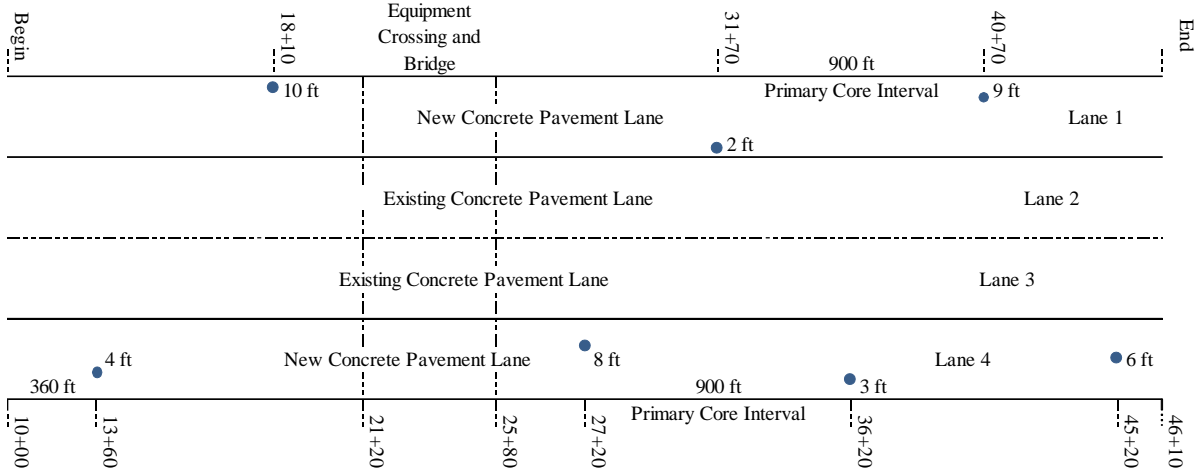 Begin
18+10
Equipment
Crossing and
Bridge
31+70
40+70
End
900 ft
Primary Core Interval
10 ft
9 ft
New Concrete Pavement Lane
Lane 1
2 ft
Existing Concrete Pavement Lane
Lane 2
Existing Concrete Pavement Lane
Lane 3
4 ft
New Concrete Pavement Lane
8 ft
Lane 4
6 ft
360 ft
900 ft
3 ft
Primary Core Interval
10+00
13+60
21+20
25+80
27+20
36+20
45+20
46+10